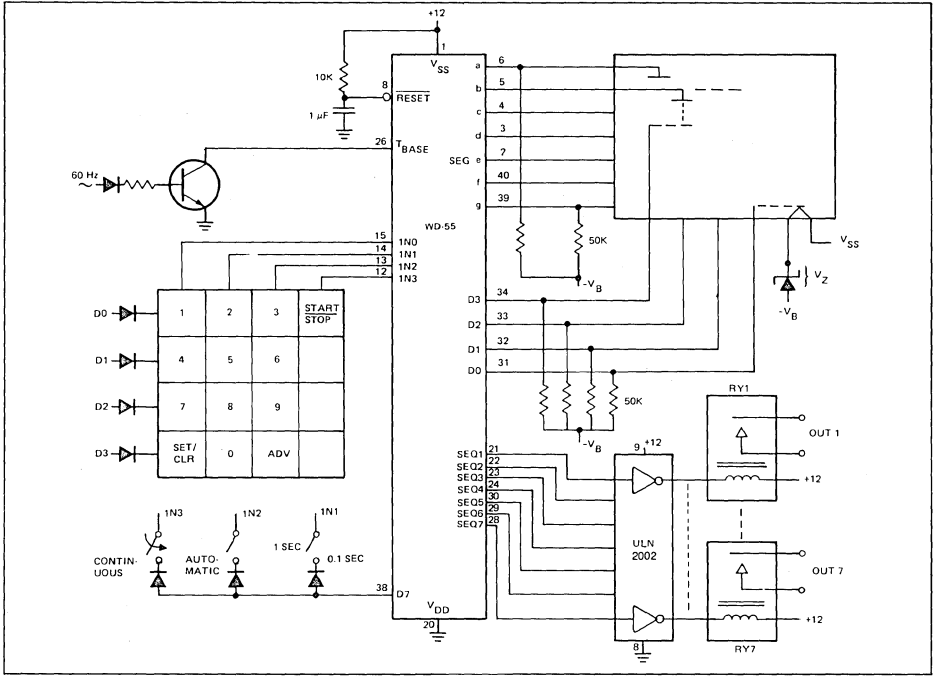 +12
1
VSS
10K
8
RESET
1 µF
26
TBASE
60 Hz
WD-55
15
1N0
14
1N1
13
1N2
12
1N3
a
6
b
5
c
4
d
3
SEG e
7
f
40
g
39
50K
-VB
VSS
VZ
-VB
D0
1
2
3
START
STOP
D1
4
5
6
D2
7
8
9
D3
SET/
CLR
0
ADV
D3
34
D2
33
D1
32
D0
31
50K
-VB
RY1
OUT 1
+12
SEQ1
21
SEQ2
22
SEQ3
23
SEQ4
24
SEQ5
30
SEQ6
29
SEQ7
28
9
+12
ULN
2002
8
OUT 7
+12
RY7
1N3
1N2
1N1
CONTIN-
UOUS
AUTO-
MATIC
1 SEC
0.1 SEC
38
D7
VDD
20